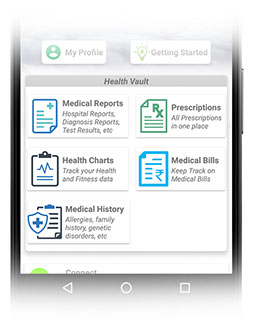 My Profile
Getting Started
Health Vault
Medical Reports
Hospital Reports,
Diagnosis Reports,
Test Results, etc
Prescriptions
All Prescriptions
in one place
Health Charts
Track your Health
and Fitness data
Medical Bills
Keep Track on
Medical Bills
Medical History
Allergies, family
history, genetic
disorders, etc
Connect